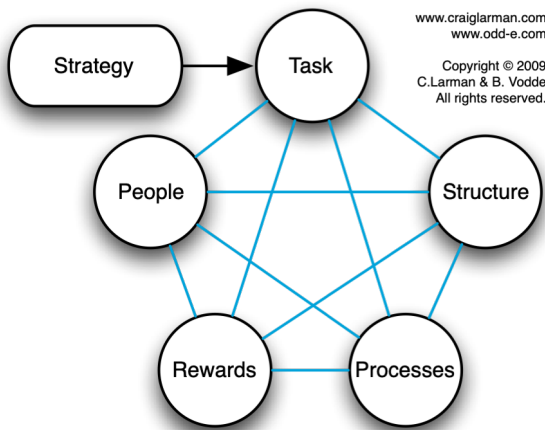 www.craiglarman.com
www.odd-e.com
Copyright © 2009
C.Larman & B. Vodde
All rights reserved.
Strategy
Task
People
Structure
Rewards
Processes